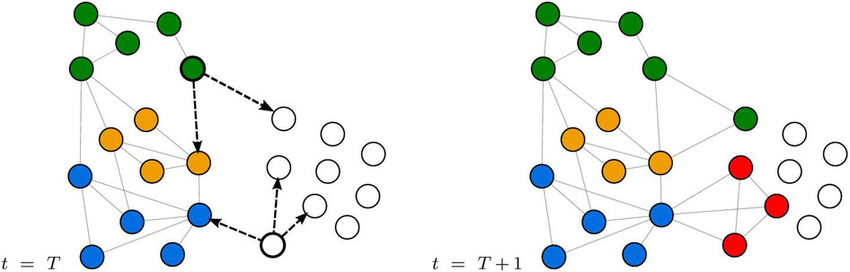 t = T
t = T + 1